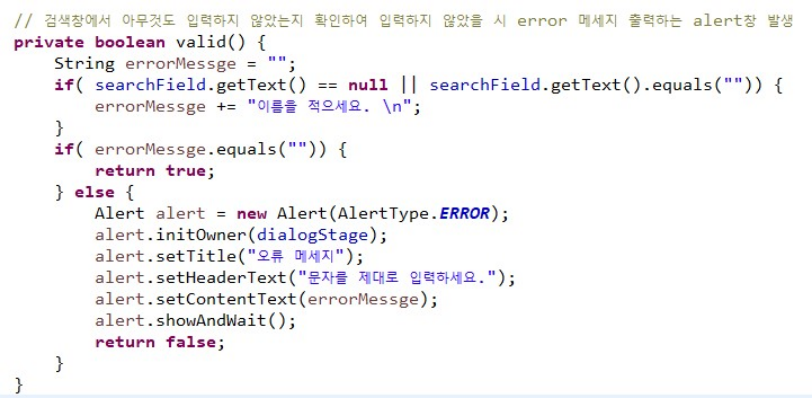 // 검색창에서 아무것도 입력하지 않았는지 확인하여 입력하지 않았을 시 error 메세지 출력하는 alert창 발생
private boolean valid() {
    String errorMessge = "";
    if( searchField.getText() == null || searchField.getText().equals("")) {
        errorMessge += "이름을 적으세요. \n";
    }
    if( errorMessge.equals("")) {
        return true;
    } else {
        Alert alert = new Alert(AlertType.ERROR);
        alert.initOwner(dialogStage);
        alert.setTitle("오류 메세지");
        alert.setHeaderText("문자를 제대로 입력하세요.");
        alert.setContentText(errorMessge);
        alert.showAndWait();
        return false;
    }
}